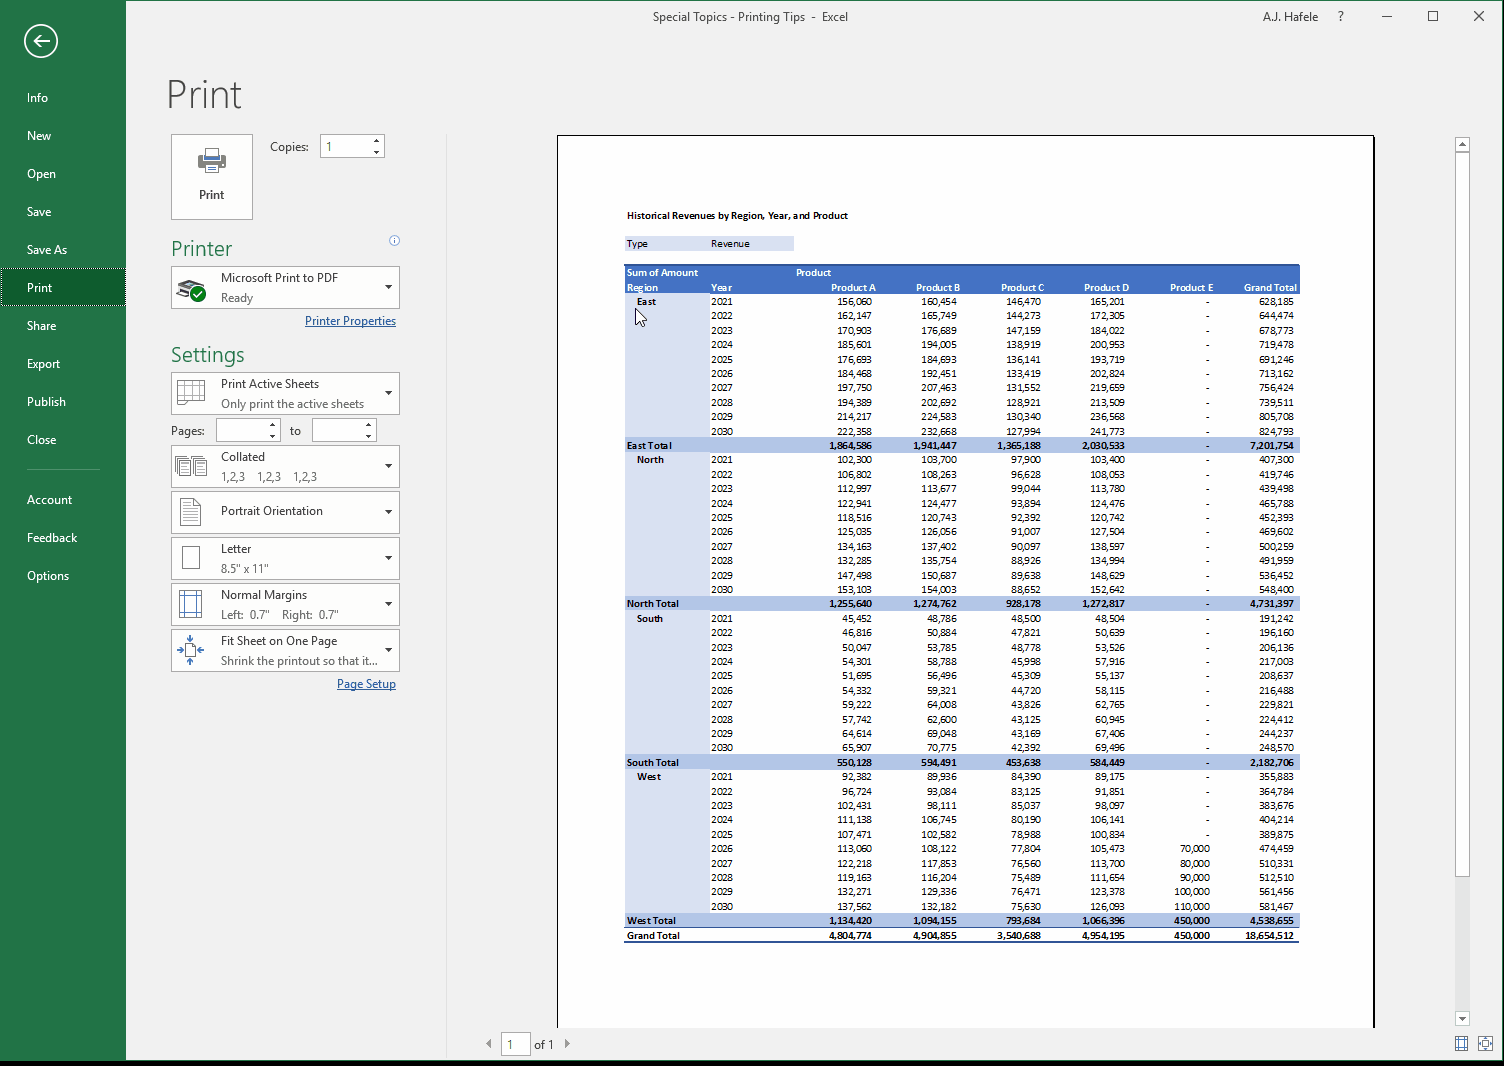 Special Topics - Printing Tips - Excel
A.J. Hafele ?
Info
New
Open
Save
Save As
Print
Share
Export
Publish
Close
Account
Feedback
Options
Print
Print
Copies: 1
Printer
Microsoft Print to PDF
Ready
Printer Properties
Settings
Print Active Sheets
Only print the active sheets
Pages: to
Collated
1,2,3 1,2,3 1,2,3
Portrait Orientation
Letter
8.5" x 11"
Normal Margins
Left: 0.7" Right: 0.7"
Fit Sheet on One Page
Shrink the printout so that it...
Page Setup
Historical Revenues by Region, Year, and Product
Type Revenue
Sum of Amount Product
Region Year Product A Product B Product C Product D Product E Grand Total
East 2021 156,060 160,454 146,470 165,201 - 628,185
2022 162,147 165,749 144,273 172,305 - 644,474
2023 170,903 176,689 147,159 184,022 - 678,773
2024 185,601 194,005 138,919 200,953 - 719,478
2025 176,693 184,693 136,141 193,719 - 691,246
2026 184,468 192,451 133,419 202,824 - 713,162
2027 197,750 207,463 131,552 219,659 - 756,424
2028 194,389 202,692 128,921 213,509 - 739,511
2029 214,217 224,583 130,340 236,568 - 805,708
2030 222,358 232,668 127,994 241,773 - 824,793
East Total 1,864,586 1,941,447 1,365,188 2,030,533 - 7,201,754
North 2021 102,300 103,700 97,900 103,400 - 407,300
2022 106,802 108,263 96,628 108,053 - 419,746
2023 112,997 113,677 99,044 113,780 - 439,498
2024 122,941 124,477 93,894 124,476 - 465,788
2025 118,516 120,743 92,392 120,742 - 452,393
2026 125,035 126,056 91,007 127,504 - 469,602
2027 134,163 137,402 90,097 138,597 - 500,259
2028 132,285 135,754 88,926 134,994 - 491,959
2029 147,498 150,687 89,638 148,629 - 536,452
2030 153,103 154,003 88,652 152,642 - 548,400
North Total 1,255,640 1,274,762 928,178 1,272,817 - 4,731,397
South 2021 45,452 48,786 48,500 48,504 - 191,242
2022 46,816 50,884 47,821 50,639 - 196,160
2023 50,047 53,785 48,778 53,526 - 206,136
2024 54,301 58,788 45,998 57,916 - 217,003
2025 51,695 56,496 45,309 55,137 - 208,637
2026 54,332 59,321 44,720 58,115 - 216,488
2027 59,222 64,008 43,826 62,765 - 229,821
2028 57,742 62,600 43,125 60,945 - 224,412
2029 64,614 69,048 43,169 67,406 - 244,237
2030 65,907 70,775 42,392 69,496 - 248,570
South Total 550,128 594,491 453,638 584,449 - 2,182,706
West 2021 92,382 89,936 84,390 89,175 - 355,883
2022 96,724 93,084 83,125 91,851 - 364,784
2023 102,431 98,111 85,037 98,097 - 383,676
2024 111,138 106,745 80,190 106,141 - 404,214
2025 107,471 102,582 78,988 100,834 - 389,875
2026 113,060 108,122 77,804 105,473 70,000 474,459
2027 122,218 117,853 76,560 113,700 80,000 510,331
2028 119,163 116,204 75,489 111,654 90,000 512,510
2029 132,271 129,336 76,471 123,378 100,000 561,456
2030 137,562 132,182 75,630 126,093 110,000 581,467
West Total 1,134,420 1,094,155 793,684 1,066,396 450,000 4,538,655
Grand Total 4,804,774 4,904,855 3,540,688 4,954,195 450,000 18,654,512
1 of 1